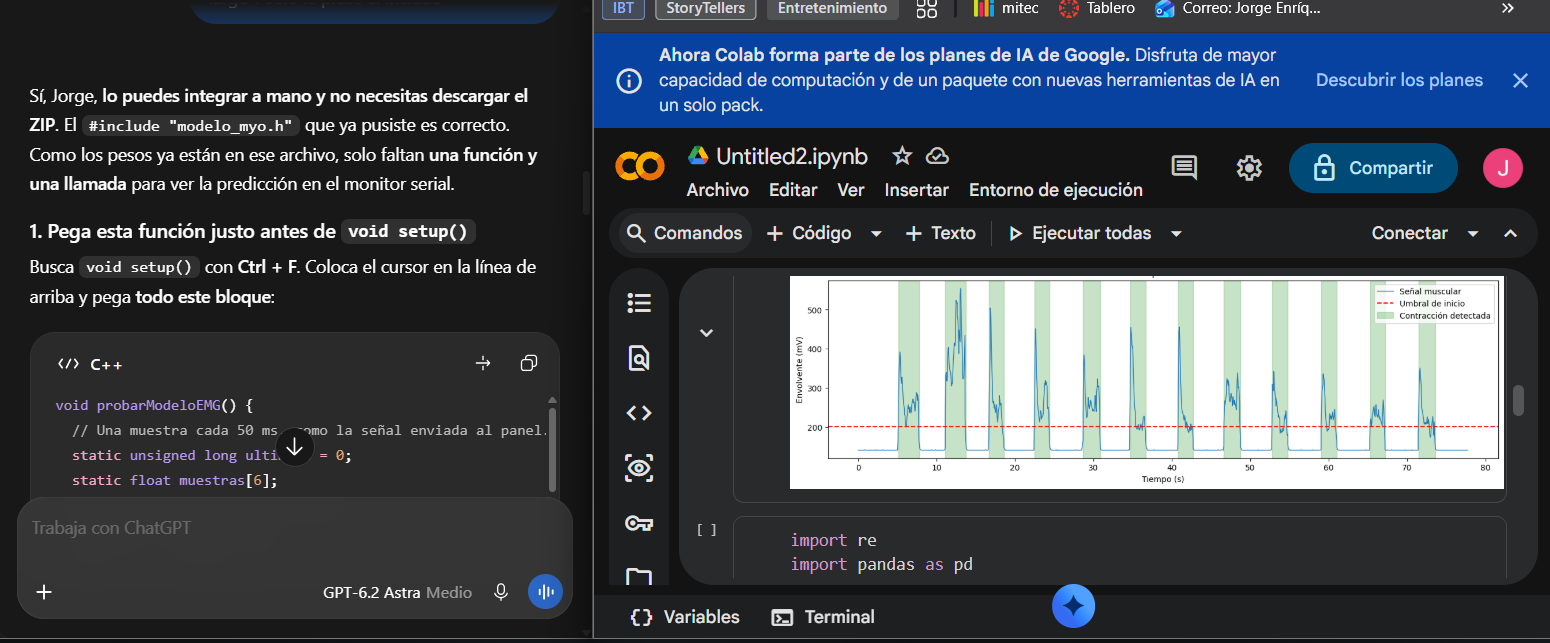 Sí, Jorge, lo puedes integrar a mano y no necesitas descargar el
ZIP. El #include "modelo_myo.h" que ya pusiste es correcto.
Como los pesos ya están en ese archivo, solo faltan una función y
una llamada para ver la predicción en el monitor serial.
1. Pega esta función justo antes de void setup()
Busca void setup() con Ctrl + F. Coloca el cursor en la línea de
arriba y pega todo este bloque:
</> C++
void probarModeloEMG() {
// Una muestra cada 50 ms, como la señal enviada al panel.
static unsigned long = 0;
static float muestras[6];
Trabaja con ChatGPT
GPT-6.2 Astra Medio
IBT StoryTellers Entretenimiento mitec Tablero Correo: Jorge Enríq...
Ahora Colab forma parte de los planes de IA de Google. Disfruta de mayor
capacidad de computación y de un paquete con nuevas herramientas de IA en
un solo pack.
Descubrir los planes
Untitled2.ipynb
Archivo Editar Ver Insertar Entorno de ejecución
Compartir
J
Comandos + Código + Texto Ejecutar todas Conectar
Señal muscular
Umbral de inicio
Contracción detectada
Envolvente (mV)
500
400
300
200
0 10 20 30 40 50 60 70 80
Tiempo (s)
[ ]
import re
import pandas as pd
{} Variables Terminal